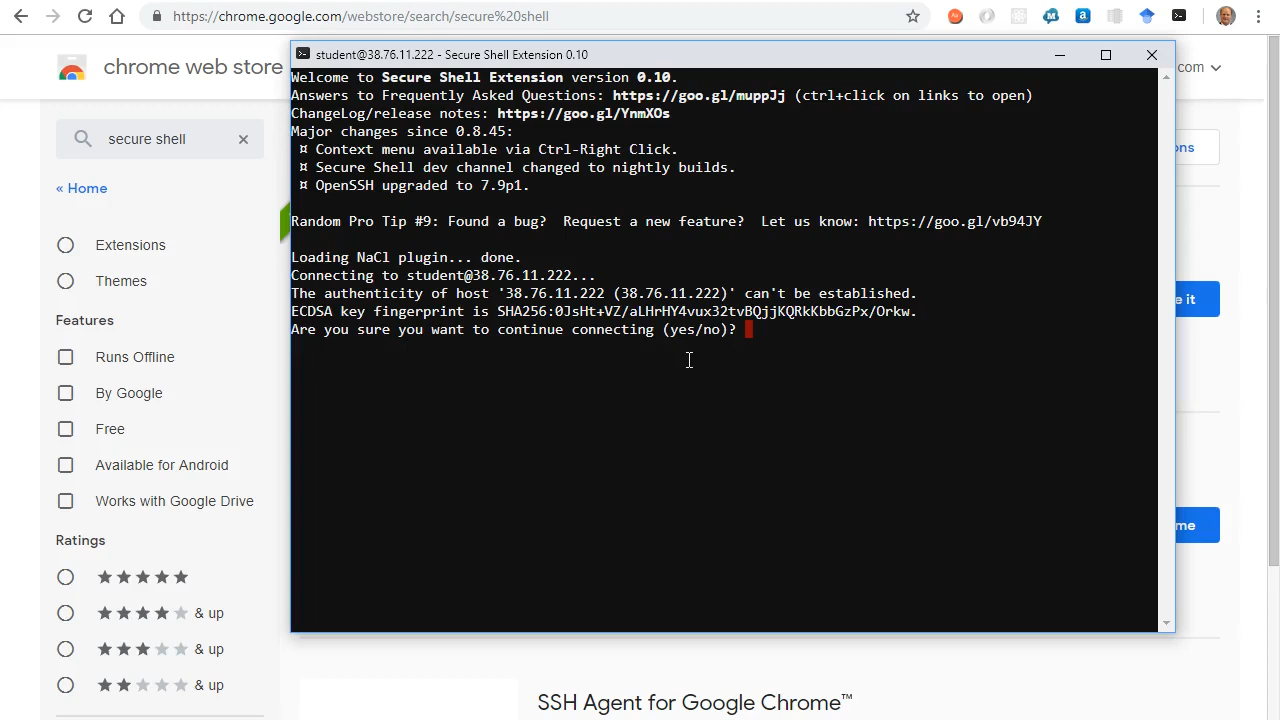 https://chrome.google.com/webstore/search/secure%20shell
chrome web store
com
secure shell
« Home
Extensions
Themes
Features
Runs Offline
By Google
Free
Available for Android
Works with Google Drive
Ratings
& up
& up
& up
student@38.76.11.222 - Secure Shell Extension 0.10
Welcome to Secure Shell Extension version 0.10.
Answers to Frequently Asked Questions: https://goo.gl/muppJj (ctrl+click on links to open)
ChangeLog/release notes: https://goo.gl/YnmXOs
Major changes since 0.8.45:
¤ Context menu available via Ctrl-Right Click.
¤ Secure Shell dev channel changed to nightly builds.
¤ OpenSSH upgraded to 7.9p1.
Random Pro Tip #9: Found a bug?  Request a new feature?  Let us know: https://goo.gl/vb94JY
Loading NaCl plugin... done.
Connecting to student@38.76.11.222...
The authenticity of host '38.76.11.222 (38.76.11.222)' can't be established.
ECDSA key fingerprint is SHA256:0JsHt+VZ/aLHrHY4vux32tvBQjjKQRkKbbGzPx/Orkw.
Are you sure you want to continue connecting (yes/no)?
ns
e it
me
SSH Agent for Google Chrome™